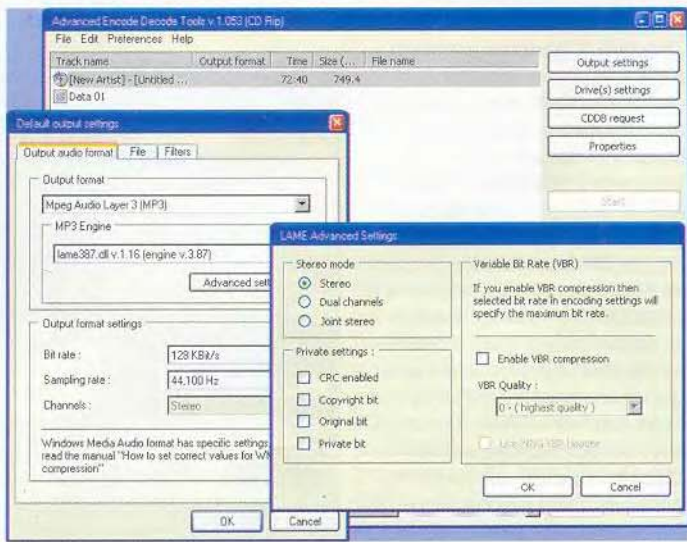 Advanced Encode Decode Tools v.1.053 (CD Rip)
File Edit Preferences Help
Track name Output format Time Size (... File name
[New Artist] - [Untitled ... 72:40 749.4
Data 01
Output settings
Drive(s) settings
CDDB request
Properties
Start
Default output settings
Output audio format File Filters
Output format
Mpeg Audio Layer 3 (MP3)
MP3 Engine
lame387.dll v.1.16 (engine v.3.87)
Advanced sett
Output format settings
Bit rate : 128 KBit/s
Sampling rate : 44,100 Hz
Channels : Stereo
Windows Media Audio format has specific settings
read the manual "How to set correct values for WM
compression"
OK Cancel
LAME Advanced Settings
Stereo mode
Stereo
Dual channels
Joint stereo
Private settings :
CRC enabled
Copyright bit
Original bit
Private bit
Variable Bit Rate (VBR)
If you enable VBR compression then
selected bit rate in encoding settings will
specify the maximum bit rate.
Enable VBR compression
VBR Quality :
0 - ( highest quality )
VBR header
OK Cancel